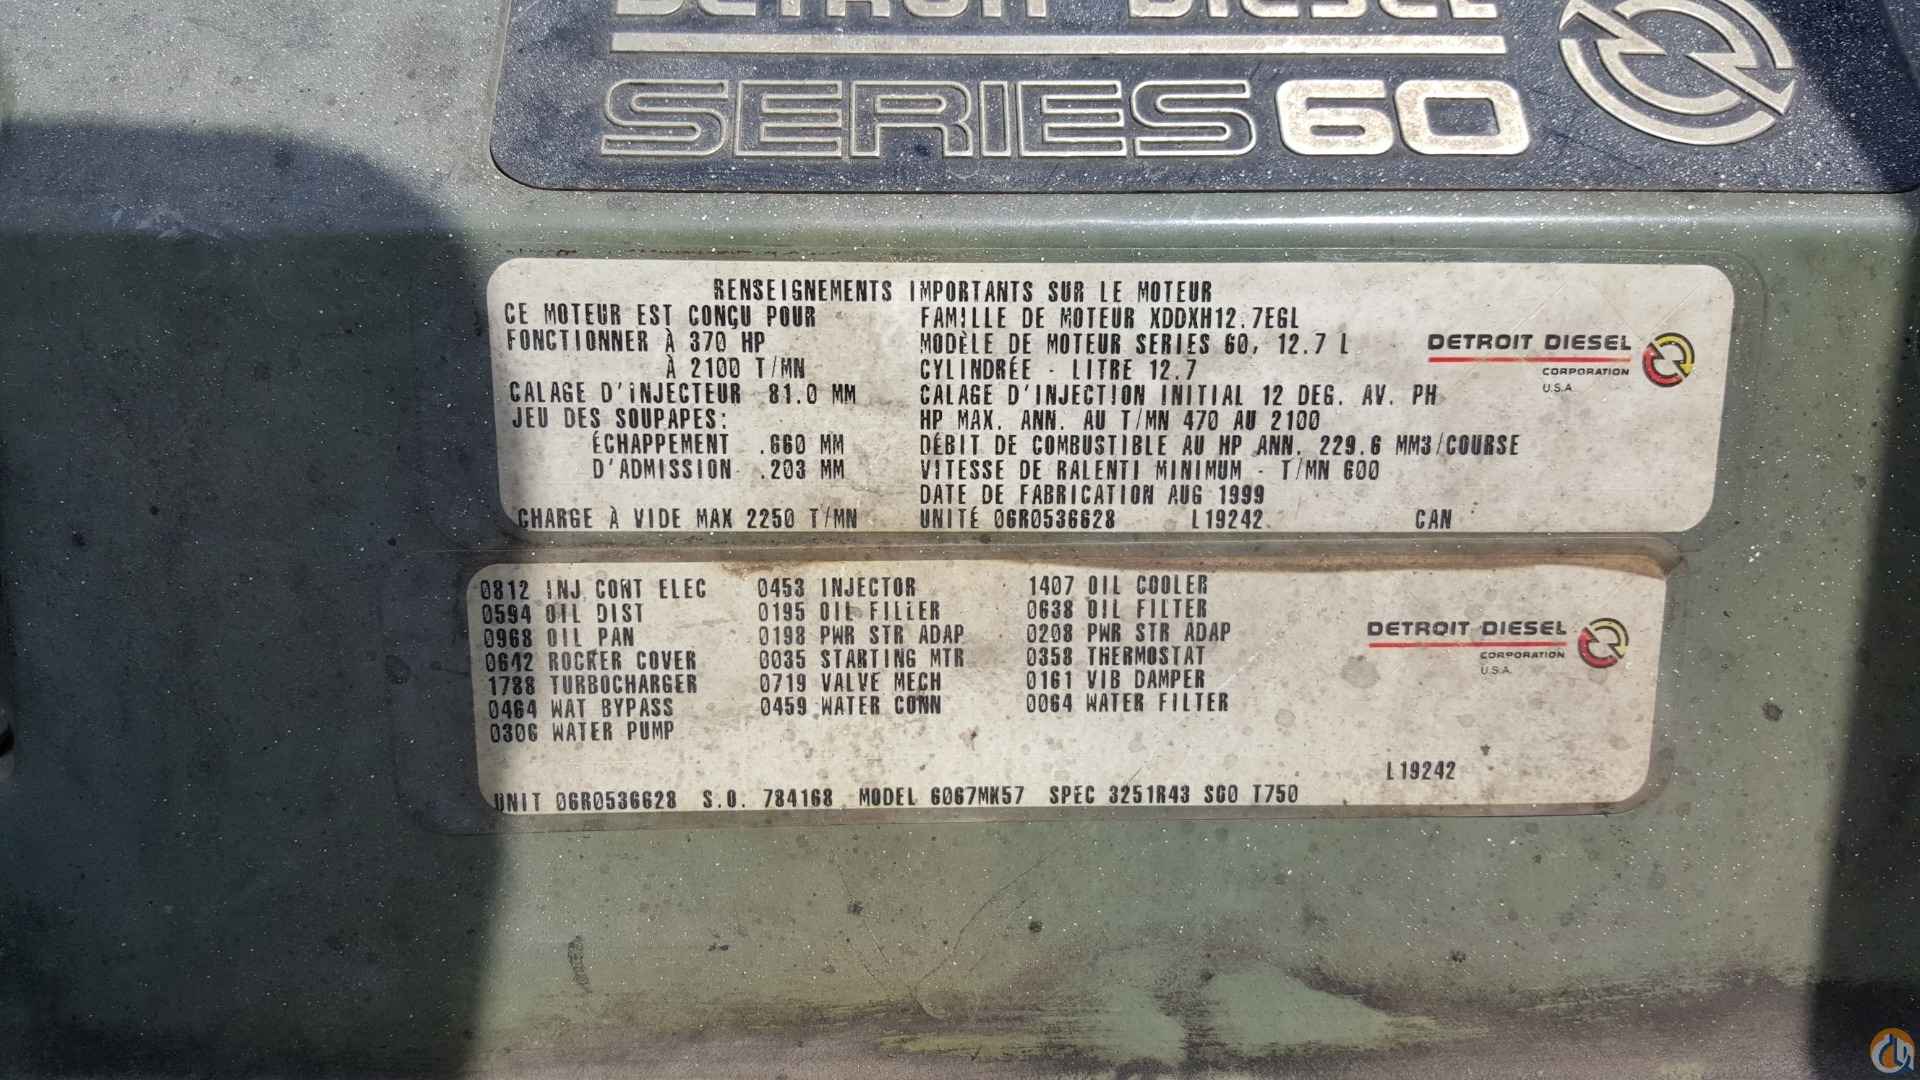 DETROIT DIESEL
SERIES 60
RENSEIGNEMENTS IMPORTANTS SUR LE MOTEUR
CE MOTEUR EST CONÇU POUR
FONCTIONNER À 370 HP
À 2100 T/MN
CALAGE D'INJECTEUR 81.0 MM
JEU DES SOUPAPES:
ÉCHAPPEMENT .660 MM
D'ADMISSION .203 MM
CHARGE À VIDE MAX 2250 T/MN
FAMILLE DE MOTEUR XDDXH12.7EGL
MODÈLE DE MOTEUR SERIES 60, 12.7 L
CYLINDRÉE - LITRE 12.7
CALAGE D'INJECTION INITIAL 12 DEG. AV. PH
HP MAX. ANN. AU T/MN 470 AU 2100
DÉBIT DE COMBUSTIBLE AU HP ANN. 229.6 MM3/COURSE
VITESSE DE RALENTI MINIMUM - T/MN 600
DATE DE FABRICATION AUG 1999
UNITÉ 06R0536628 L19242 CAN
DETROIT DIESEL
CORPORATION
U.S.A
0812 INJ CONT ELEC 0453 INJECTOR 1407 OIL COOLER
0594 OIL DIST 0195 OIL FILLER 0638 OIL FILTER
0968 OIL PAN 0198 PWR STR ADAP 0208 PWR STR ADAP
0642 ROCKER COVER 0035 STARTING MTR 0358 THERMOSTAT
1788 TURBOCHARGER 0719 VALVE MECH 0161 VIB DAMPER
0464 WAT BYPASS 0459 WATER CONN 0064 WATER FILTER
0306 WATER PUMP
DETROIT DIESEL
CORPORATION
U.S.A.
L19242
UNIT 06R0536628 S.O. 784168 MODEL 6067MK57 SPEC 3251R43 SGO T750